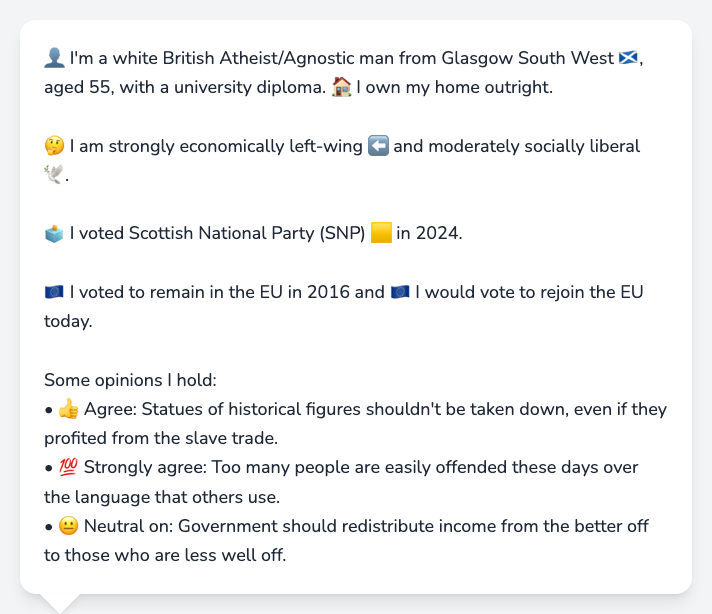 👤 I'm a white British Atheist/Agnostic man from Glasgow South West 🏴󠁧󠁢󠁳󠁣󠁴󠁿,
aged 55, with a university diploma. 🏠 I own my home outright.
🤔 I am strongly economically left-wing ⬅️ and moderately socially liberal
🕊️.
🗳️ I voted Scottish National Party (SNP) 🟨 in 2024.
🇪🇺 I voted to remain in the EU in 2016 and 🇪🇺 I would vote to rejoin the EU
today.
Some opinions I hold:
• 👍 Agree: Statues of historical figures shouldn't be taken down, even if they
profited from the slave trade.
• 💯 Strongly agree: Too many people are easily offended these days over
the language that others use.
• 😐 Neutral on: Government should redistribute income from the better off
to those who are less well off.